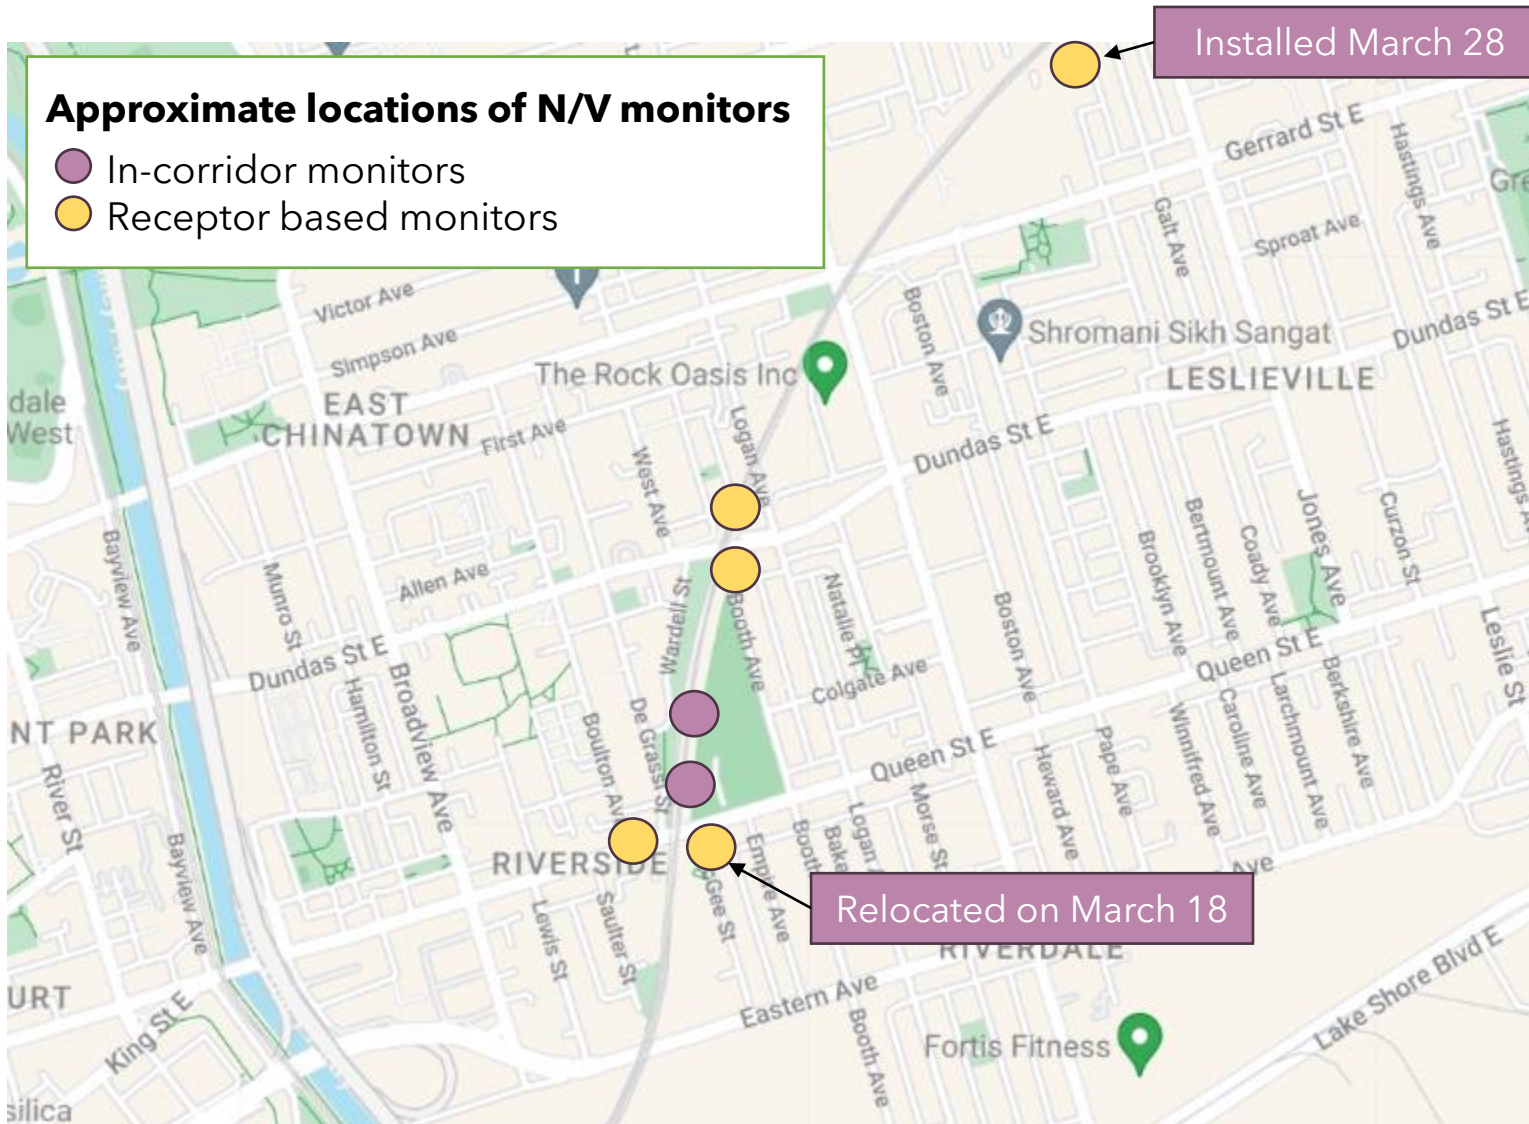 Installed March 28
Approximate locations of N/V monitors
In-corridor monitors
Receptor based monitors
Gerrard St E
Hastings Ave
Gre
Galt Ave
Sproat Ave
Victor Ave
Simpson Ave
Boston Ave
Shromani Sikh Sangat
Dundas St E
The Rock Oasis Inc
LESLIEVILLE
dale
West
EAST
CHINATOWN
First Ave
Logan Ave
West Ave
Dundas St E
Hastings A
Jones Ave
Curzon St
Bertmount Ave
Coady Ave
Brooklyn Ave
Bayview Ave
Munro St
Allen Ave
Wardell St
Booth Ave
Natalie Pl
Boston Ave
Leslie St
Queen St E
Berkshire Ave
Dundas St E
Broadview Ave
Hamilton St
Colgate Ave
Larchmount Ave
Caroline Ave
Winnifred Ave
NT PARK
De Grassi St
Boulton Ave
Queen St E
Pape Ave
Heward Ave
River St
Morse St
Logan A
Bake
Booth
Empire Ave
Bayview Ave
RIVERSIDE
Gee St
Ave
Relocated on March 18
Lewis St
Saulter St
RIVERDALE
Lake Shore Blvd E
URT
King St E
Eastern Ave
Booth Ave
Fortis Fitness
silica